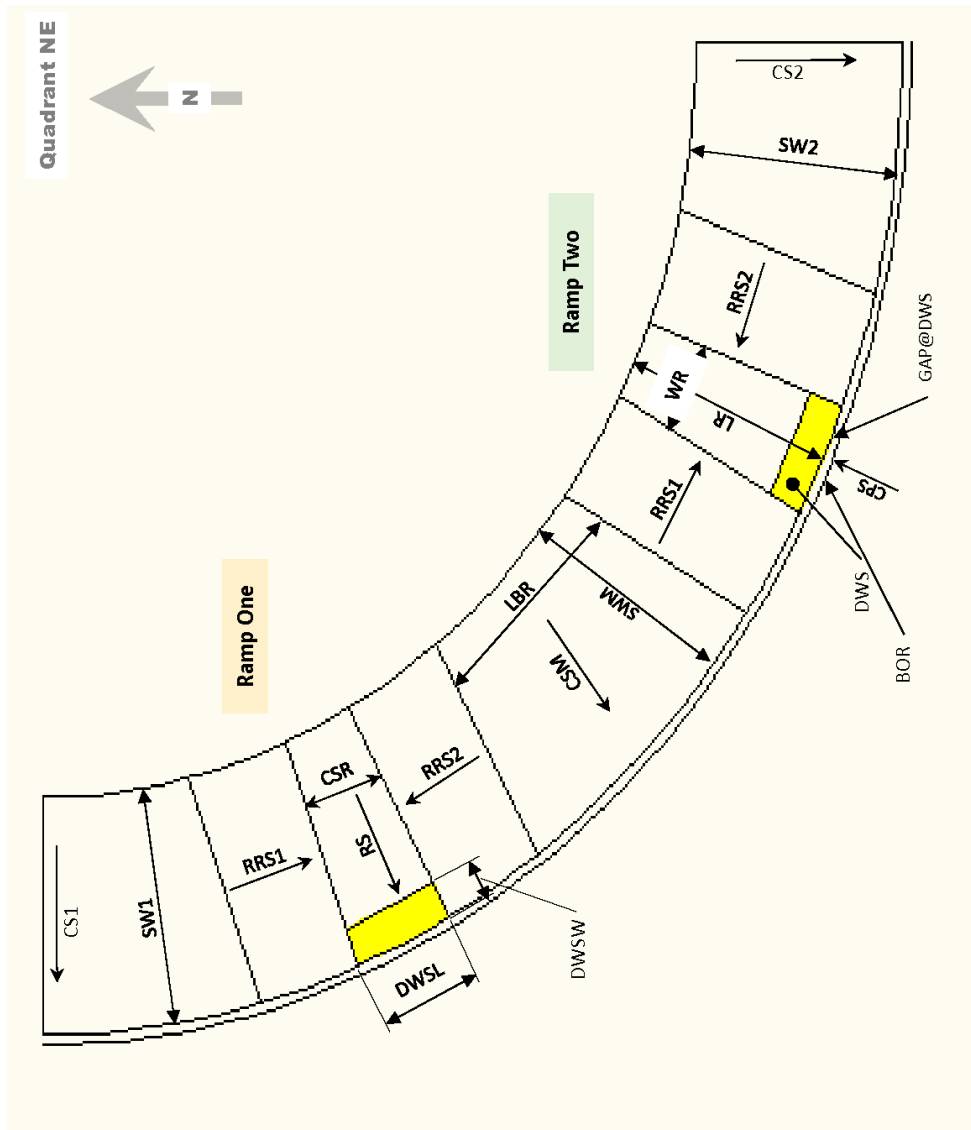 Quadrant NE
N
CS2
SW2
Ramp Two
RRS2
GAP@DWS
WR
LR
CPS
RRS1
DWS
BOR
LBR
SWM
CSM
Ramp One
RRS2
CSR
RS
RRS1
DWSW
DWSL
CS1
SW1